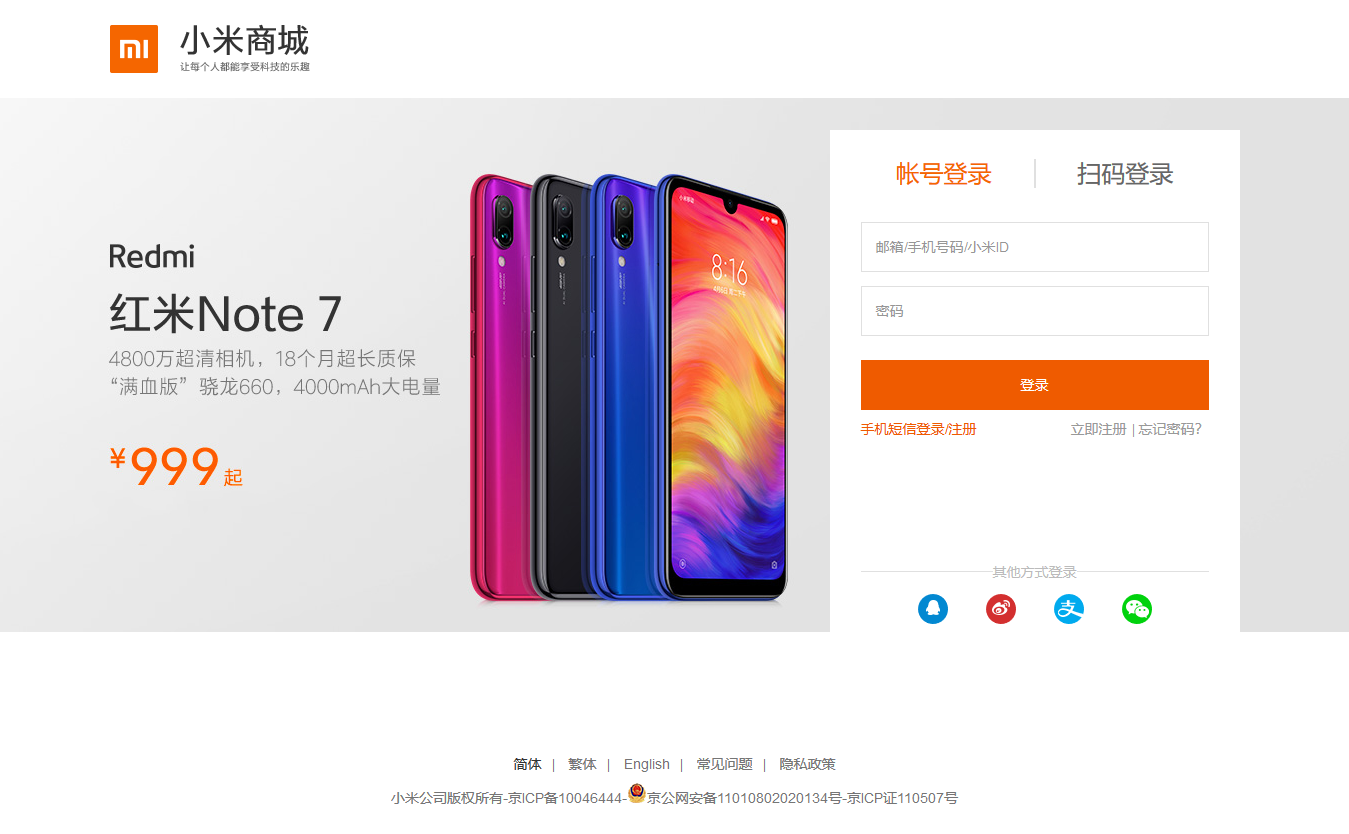 mi
小米商城
让每个人都能享受科技的乐趣
Redmi
红米Note 7
4800万超清相机，18个月超长质保
“满血版”骁龙660，4000mAh大电量
¥999起
8:16
帐号登录 | 扫码登录
邮箱/手机号码/小米ID
密码
登录
手机短信登录/注册 立即注册 | 忘记密码?
其他方式登录
支
简体 | 繁体 | English | 常见问题 | 隐私政策
小米公司版权所有-京ICP备10046444-京公网安备11010802020134号-京ICP证110507号